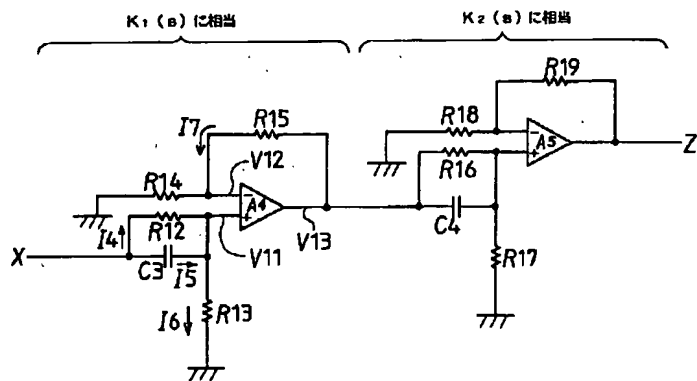 K₁ (s) に相当
K₂ (s) に相当
R19
R18
R15
I7
A5
Z
R16
V12
R14
A4
R12
C4
I4
V11
V13
R17
X
C3
I5
I6
R13